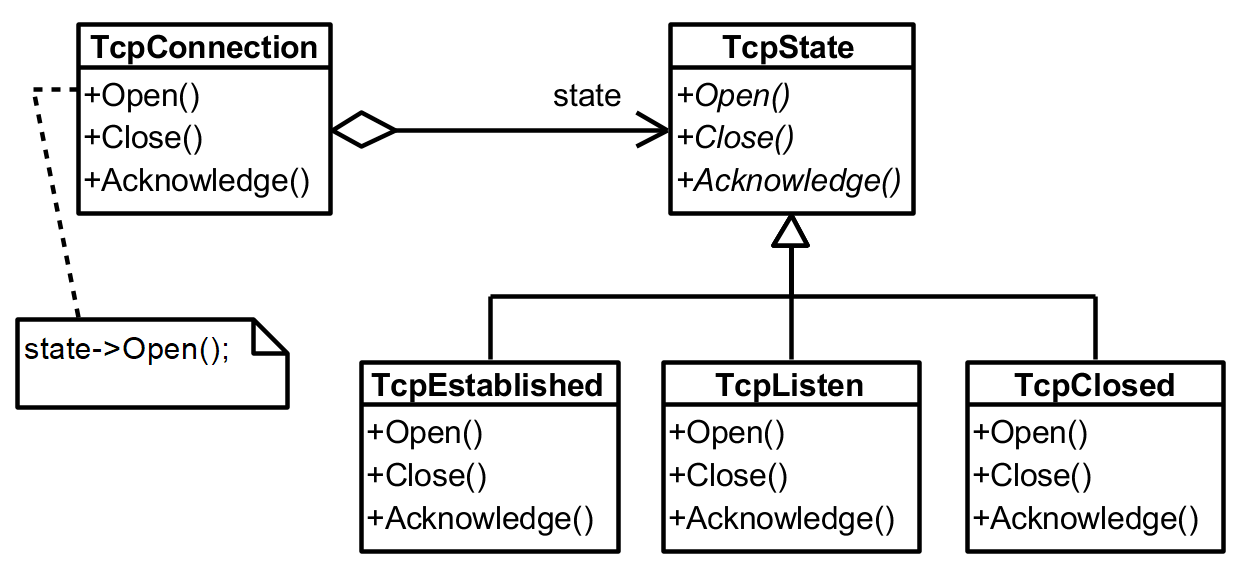 TcpConnection
+Open()
+Close()
+Acknowledge()
state
TcpState
+Open()
+Close()
+Acknowledge()
state->Open();
TcpEstablished
+Open()
+Close()
+Acknowledge()
TcpListen
+Open()
+Close()
+Acknowledge()
TcpClosed
+Open()
+Close()
+Acknowledge()